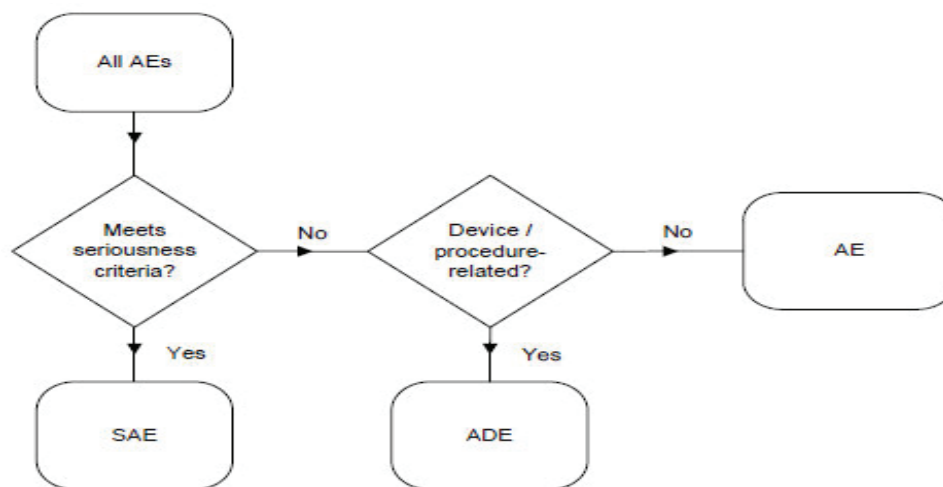 All AEs
Meets
seriousness
criteria?
No
Device /
procedure-
related?
No
AE
Yes
Yes
SAE
ADE